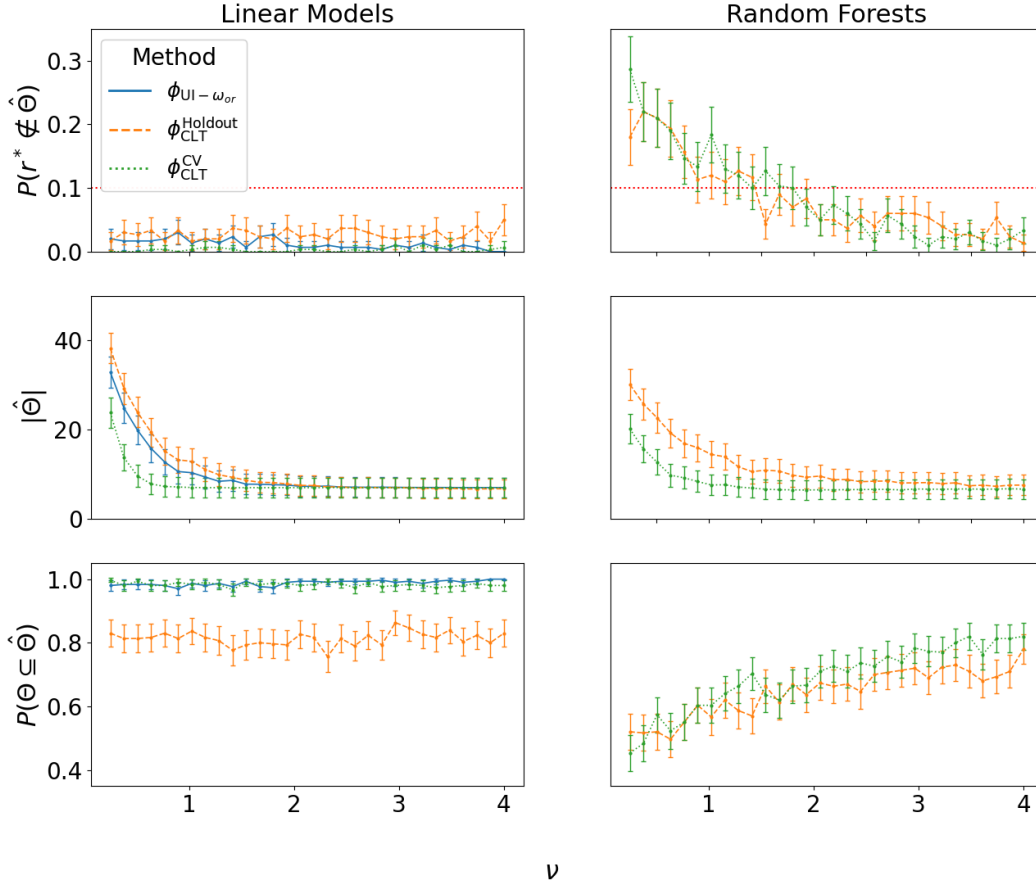 Linear Models
Random Forests
P(r* ∉ Θ̂)
0.3
0.2
0.1
0.0
Method
ϕ_UI − ω_or
ϕ_CLT^Holdout
ϕ_CLT^CV
|Θ̂|
40
20
0
P(Θ ⊆ Θ̂)
1.0
0.8
0.6
0.4
1 2 3 4
1 2 3 4
ν